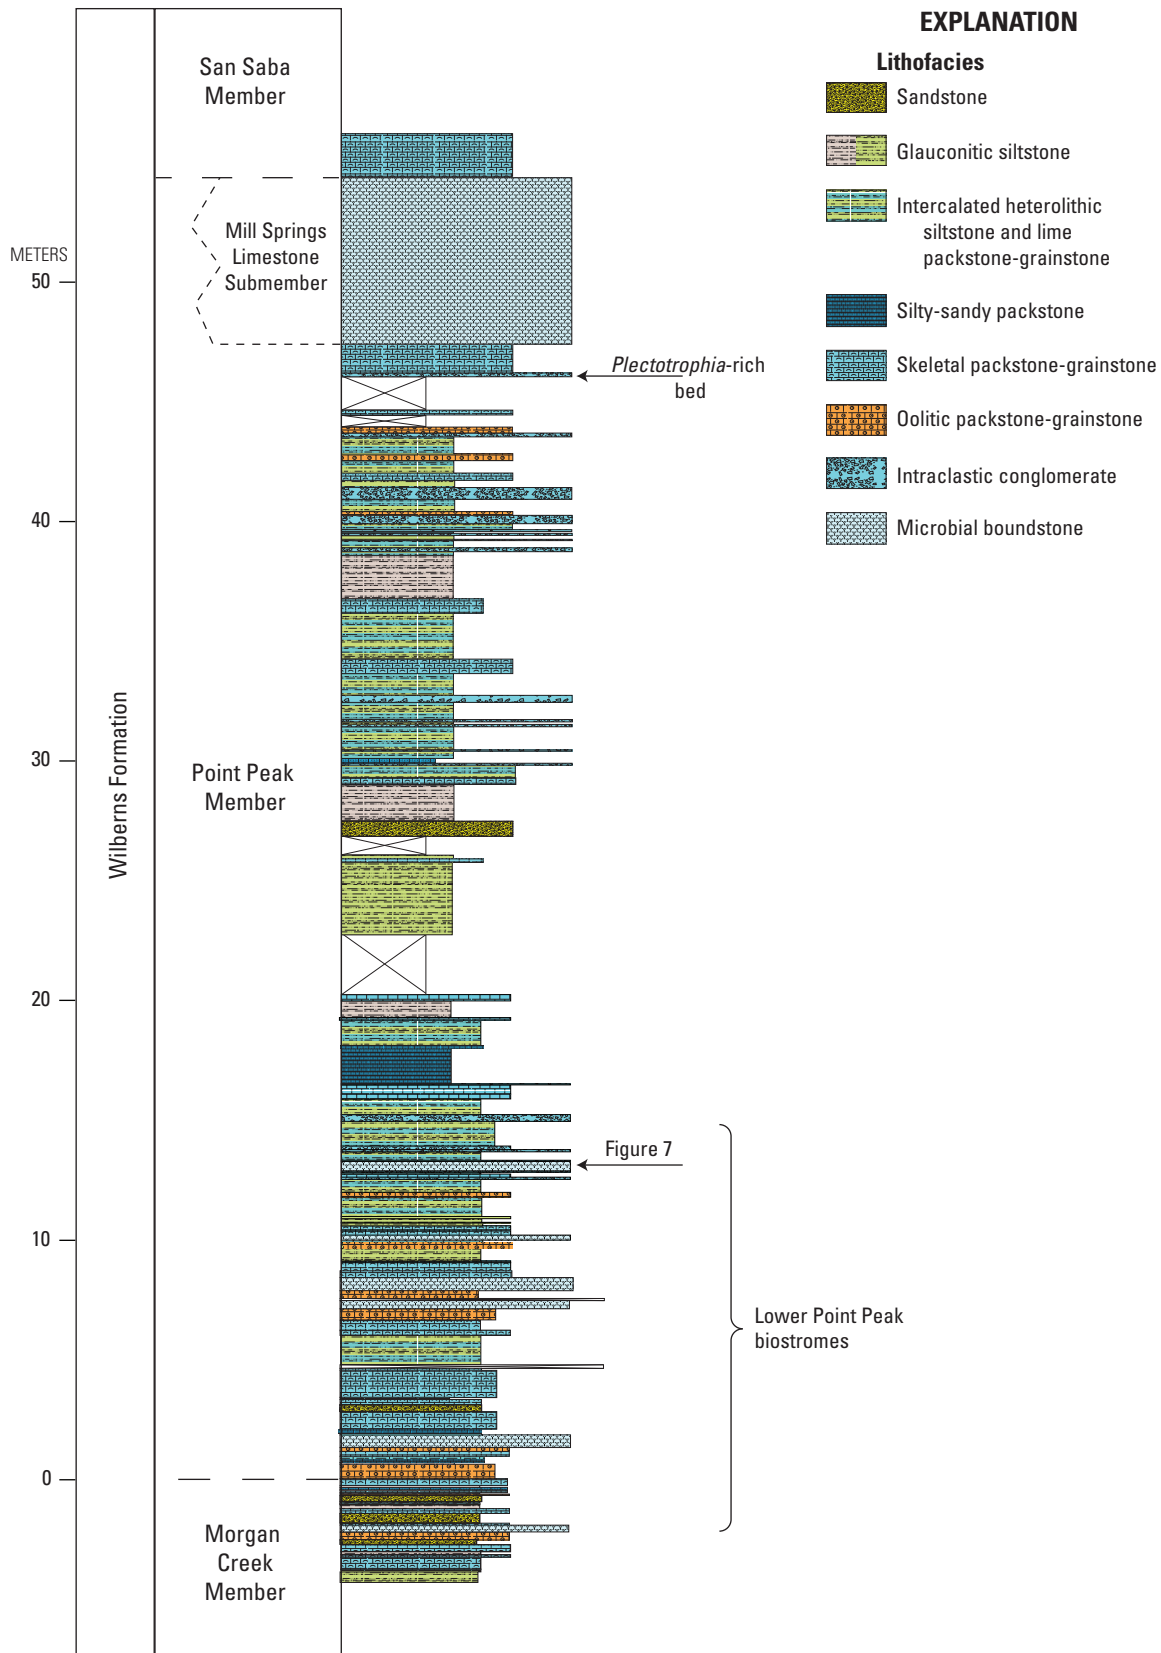 EXPLANATION
Lithofacies
Sandstone
Glauconitic siltstone
Intercalated heterolithic
siltstone and lime
packstone-grainstone
Silty-sandy packstone
Skeletal packstone-grainstone
Oolitic packstone-grainstone
Intraclastic conglomerate
Microbial boundstone
San Saba
Member
Mill Springs
Limestone
Submember
METERS
50
40
30
20
10
0
Wilberns Formation
Point Peak
Member
Morgan
Creek
Member
Plectotrophia-rich
bed
Figure 7
Lower Point Peak
biostromes